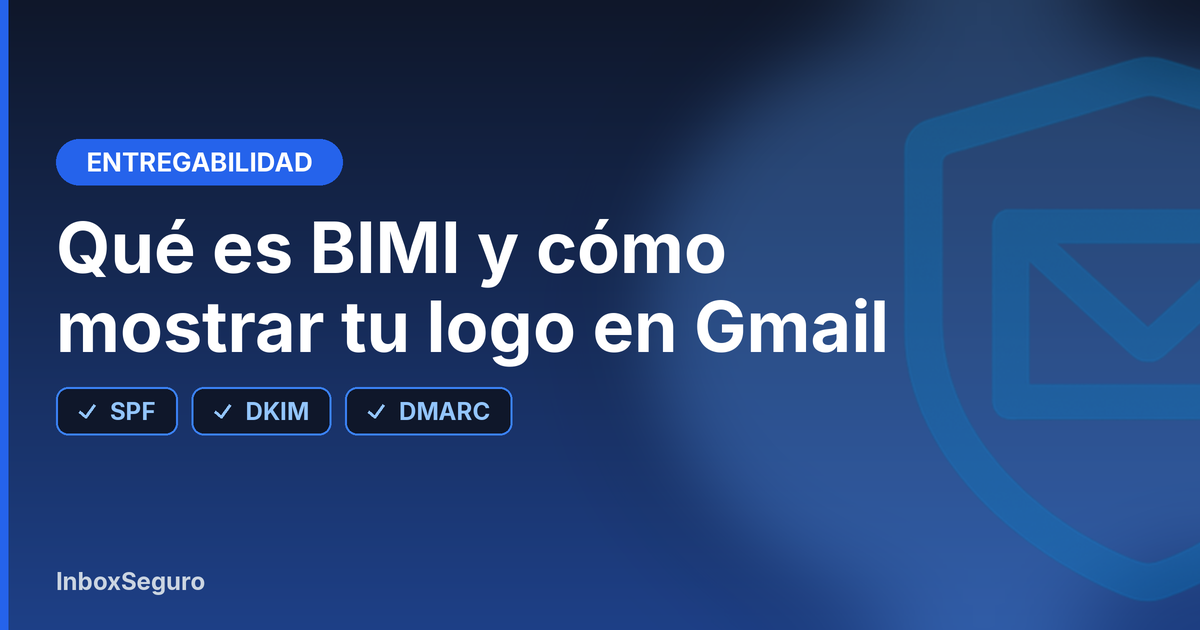 ENTREGABILIDAD
Qué es BIMI y cómo
mostrar tu logo en Gmail
SPF DKIM DMARC
InboxSeguro